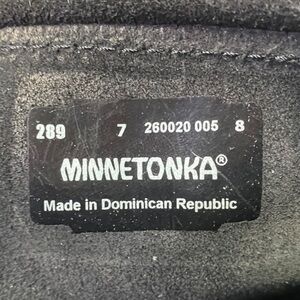 289 7 260020 005 8
MINNETONKA®
Made in Dominican Republic